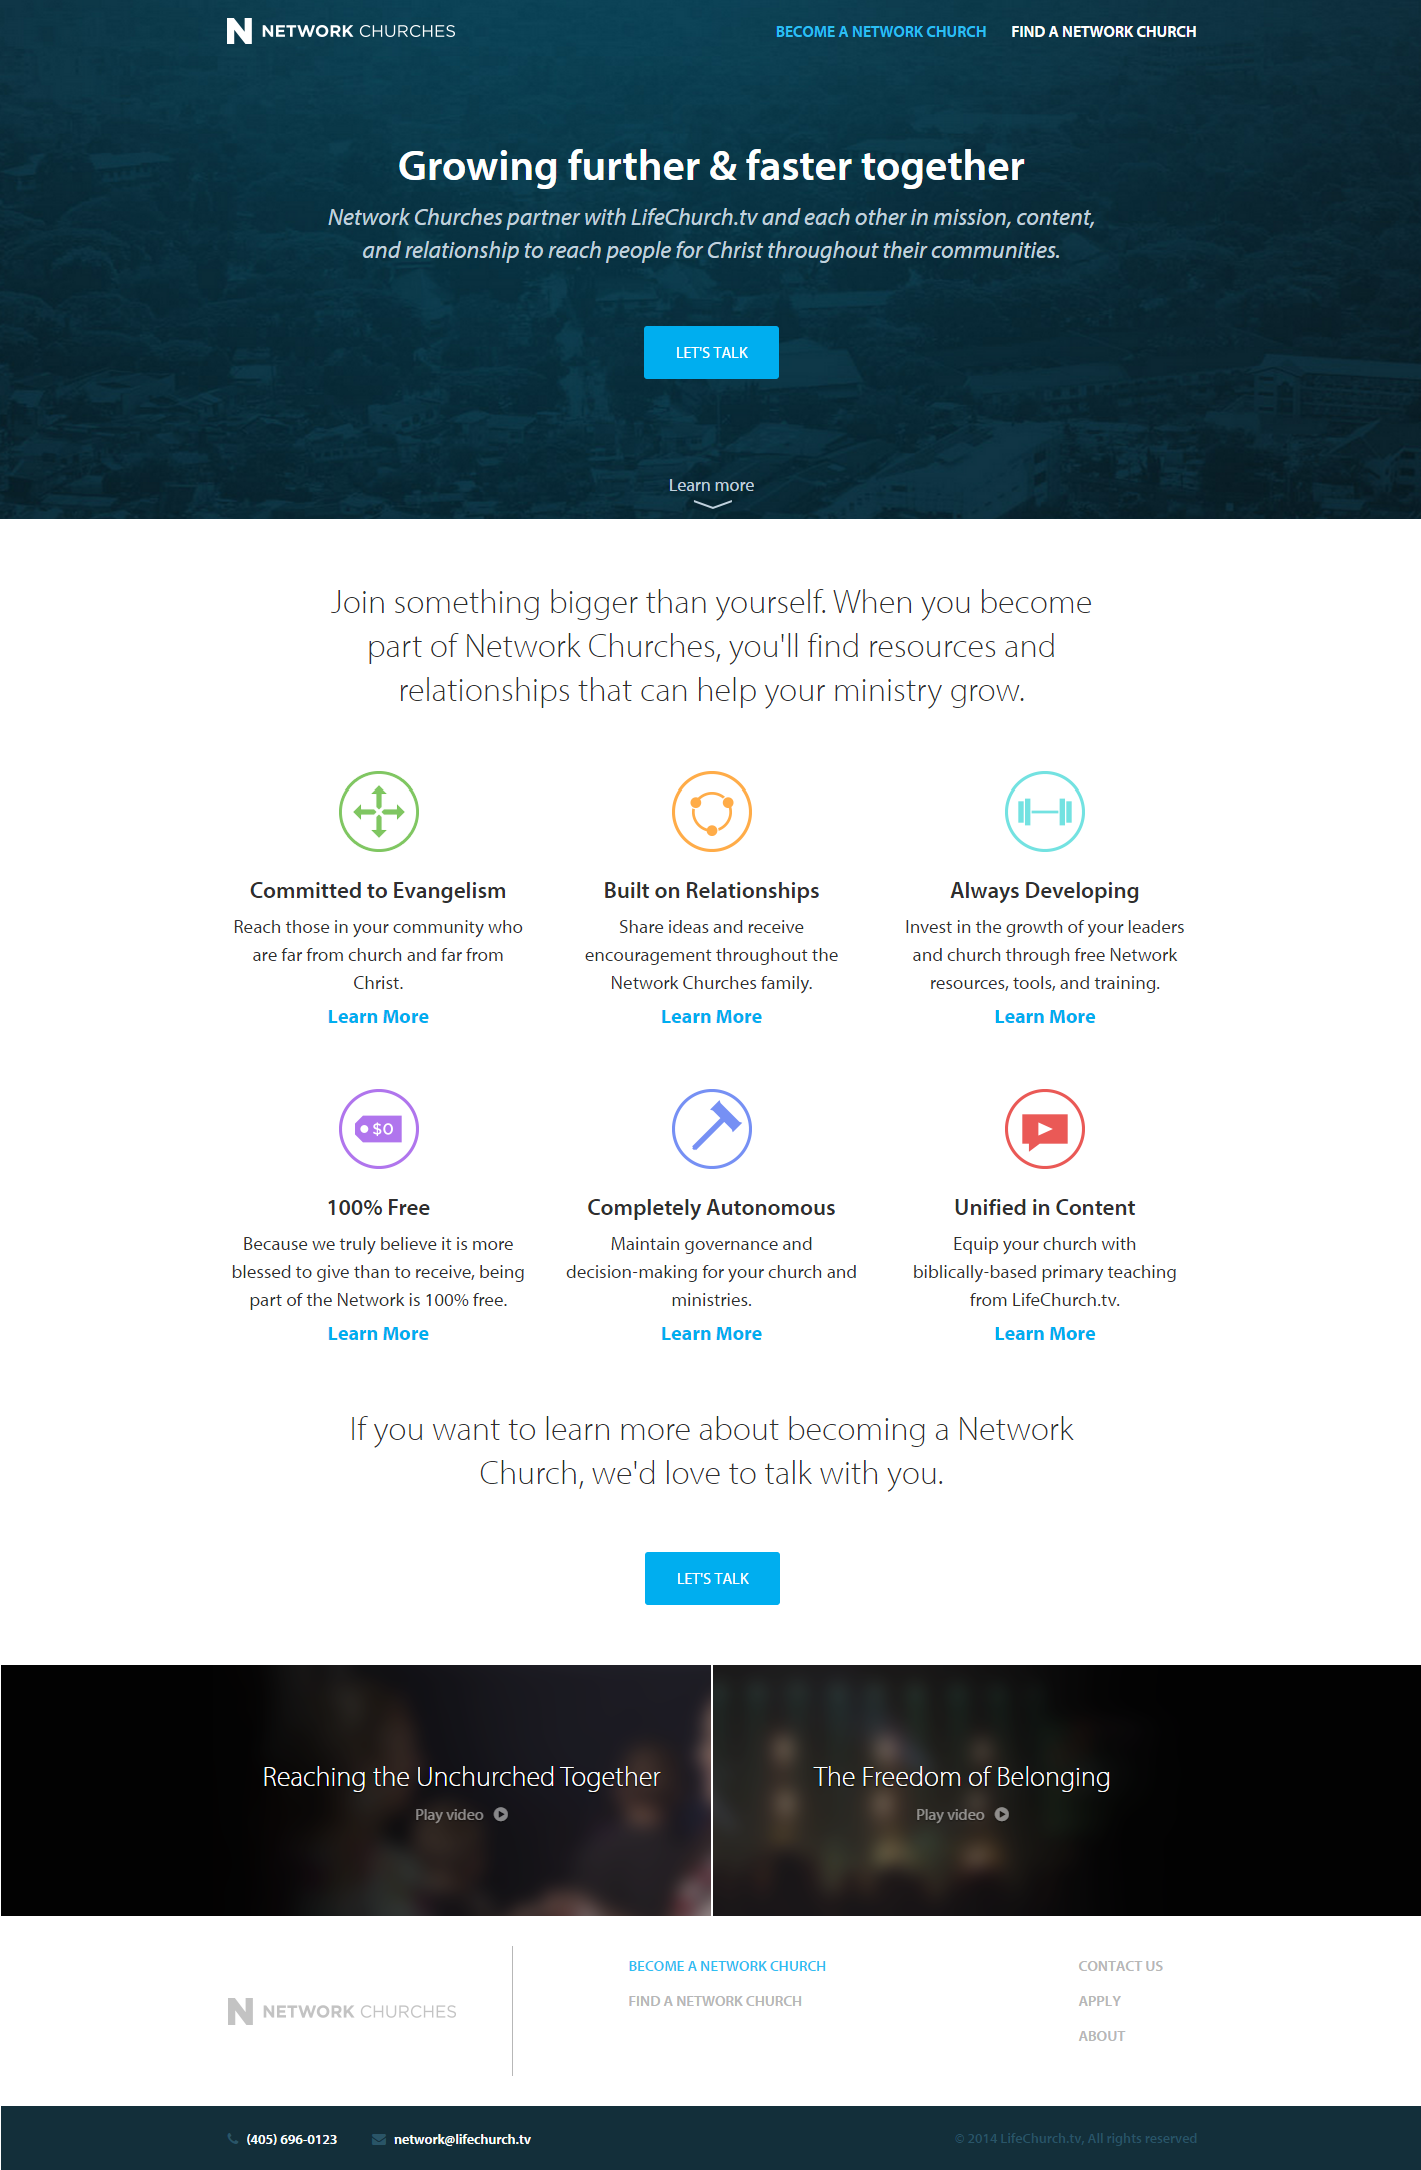 N NETWORK CHURCHES
BECOME A NETWORK CHURCH
FIND A NETWORK CHURCH
Growing further & faster together
Network Churches partner with LifeChurch.tv and each other in mission, content,
and relationship to reach people for Christ throughout their communities.
LET'S TALK
Learn more
Join something bigger than yourself. When you become
part of Network Churches, you'll find resources and
relationships that can help your ministry grow.
Committed to Evangelism
Reach those in your community who
are far from church and far from
Christ.
Learn More
Built on Relationships
Share ideas and receive
encouragement throughout the
Network Churches family.
Learn More
Always Developing
Invest in the growth of your leaders
and church through free Network
resources, tools, and training.
Learn More
$0
100% Free
Because we truly believe it is more
blessed to give than to receive, being
part of the Network is 100% free.
Learn More
Completely Autonomous
Maintain governance and
decision-making for your church and
ministries.
Learn More
Unified in Content
Equip your church with
biblically-based primary teaching
from LifeChurch.tv.
Learn More
If you want to learn more about becoming a Network
Church, we'd love to talk with you.
LET'S TALK
Reaching the Unchurched Together
Play video
The Freedom of Belonging
Play video
N NETWORK CHURCHES
BECOME A NETWORK CHURCH
FIND A NETWORK CHURCH
CONTACT US
APPLY
ABOUT
(405) 696-0123
network@lifechurch.tv
© 2014 LifeChurch.tv, All rights reserved